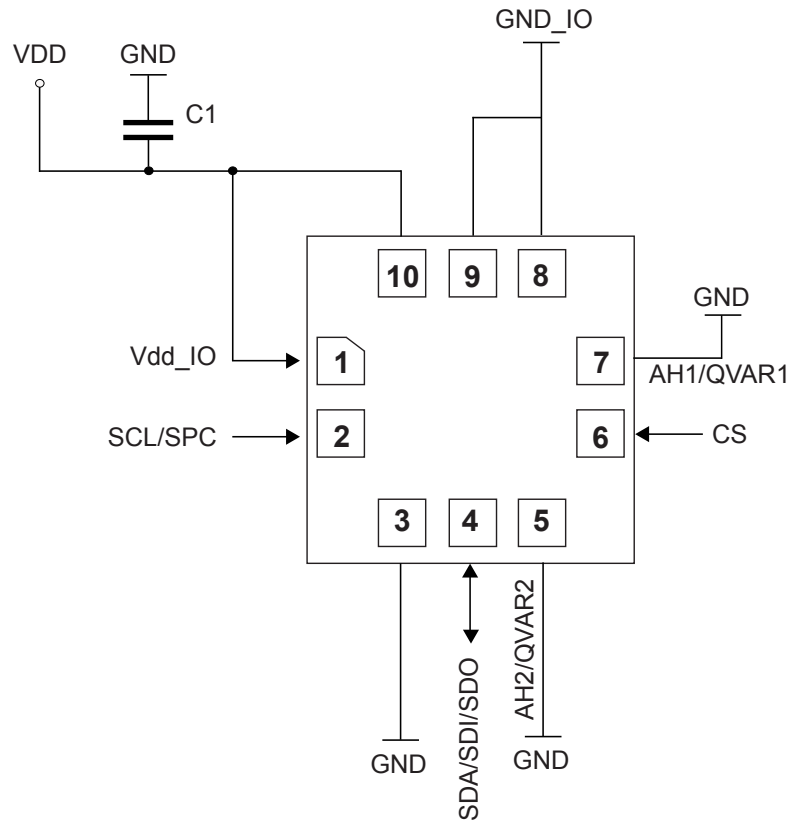 GND_IO
VDD
GND
C1
10
9
8
GND
Vdd_IO
1
7
AH1/QVAR1
SCL/SPC
2
6
CS
3
4
5
SDA/SDI/SDO
AH2/QVAR2
GND
GND